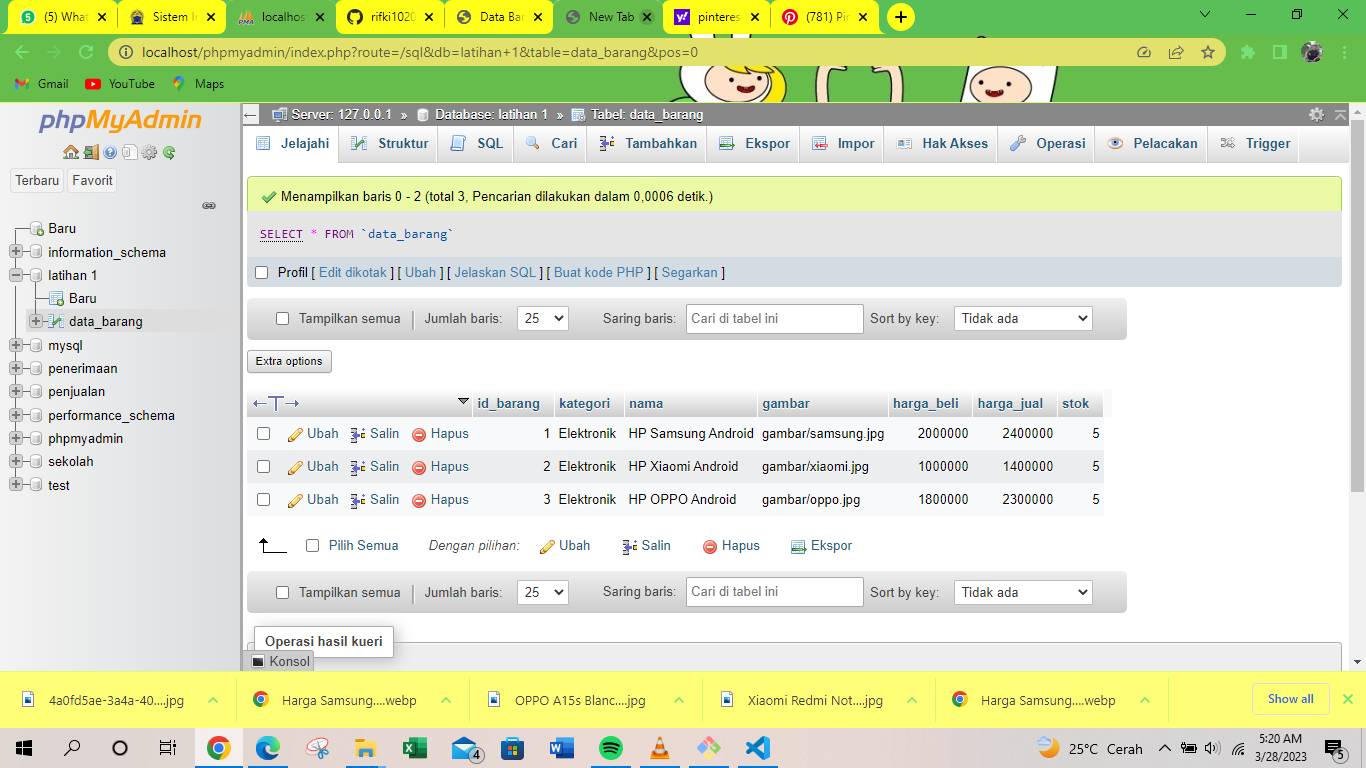 (5) What
Sistem I
localhos
rifki1020
Data Bar
New Tab
pinteres
(781) Pi
localhost/phpmyadmin/index.php?route=/sql&db=latihan+1&table=data_barang&pos=0
Gmail YouTube Maps
phpMyAdmin
Terbaru Favorit
Baru
information_schema
latihan 1
Baru
data_barang
mysql
penerimaan
penjualan
performance_schema
phpmyadmin
sekolah
test
Server: 127.0.0.1 » Database: latihan 1 » Tabel: data_barang
Jelajahi Struktur SQL Cari Tambahkan Ekspor Impor Hak Akses Operasi Pelacakan Trigger
Menampilkan baris 0 - 2 (total 3, Pencarian dilakukan dalam 0,0006 detik.)
SELECT * FROM `data_barang`
Profil [ Edit dikotak ] [ Ubah ] [ Jelaskan SQL ] [ Buat kode PHP ] [ Segarkan ]
Tampilkan semua Jumlah baris: 25 Saring baris: Cari di tabel ini Sort by key: Tidak ada
Extra options
id_barang kategori nama gambar harga_beli harga_jual stok
Ubah Salin Hapus 1 Elektronik HP Samsung Android gambar/samsung.jpg 2000000 2400000 5
Ubah Salin Hapus 2 Elektronik HP Xiaomi Android gambar/xiaomi.jpg 1000000 1400000 5
Ubah Salin Hapus 3 Elektronik HP OPPO Android gambar/oppo.jpg 1800000 2300000 5
Pilih Semua Dengan pilihan: Ubah Salin Hapus Ekspor
Tampilkan semua Jumlah baris: 25 Saring baris: Cari di tabel ini Sort by key: Tidak ada
Operasi hasil kueri
Konsol
4a0fd5ae-3a4a-40....jpg Harga Samsung....webp OPPO A15s Blanc....jpg Xiaomi Redmi Not....jpg Harga Samsung....webp Show all
4
25°C Cerah
5:20 AM
3/28/2023
5